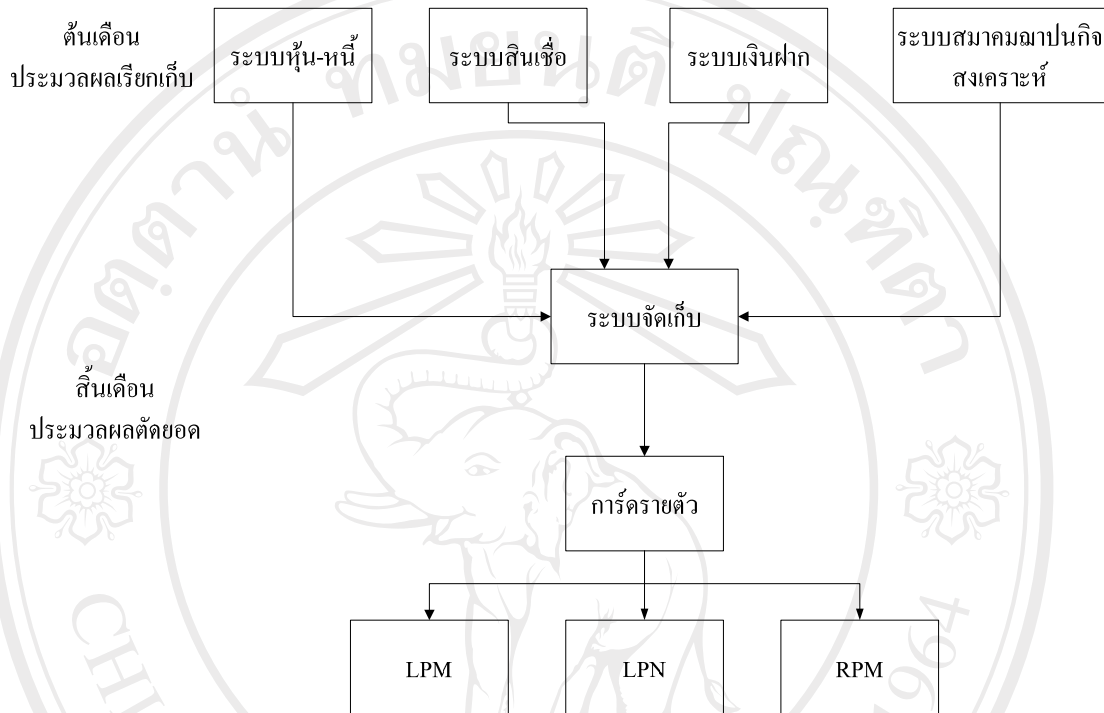 ต้นเดือน
ประมวลผลเรียกเก็บ
ระบบหุ้น-หนี้
ระบบสินเชื่อ
ระบบเงินฝาก
ระบบสมาคมฌาปนกิจ
สงเคราะห์
ระบบจัดเก็บ
สิ้นเดือน
ประมวลผลตัดยอด
การ์ดรายตัว
LPM
LPN
RPM